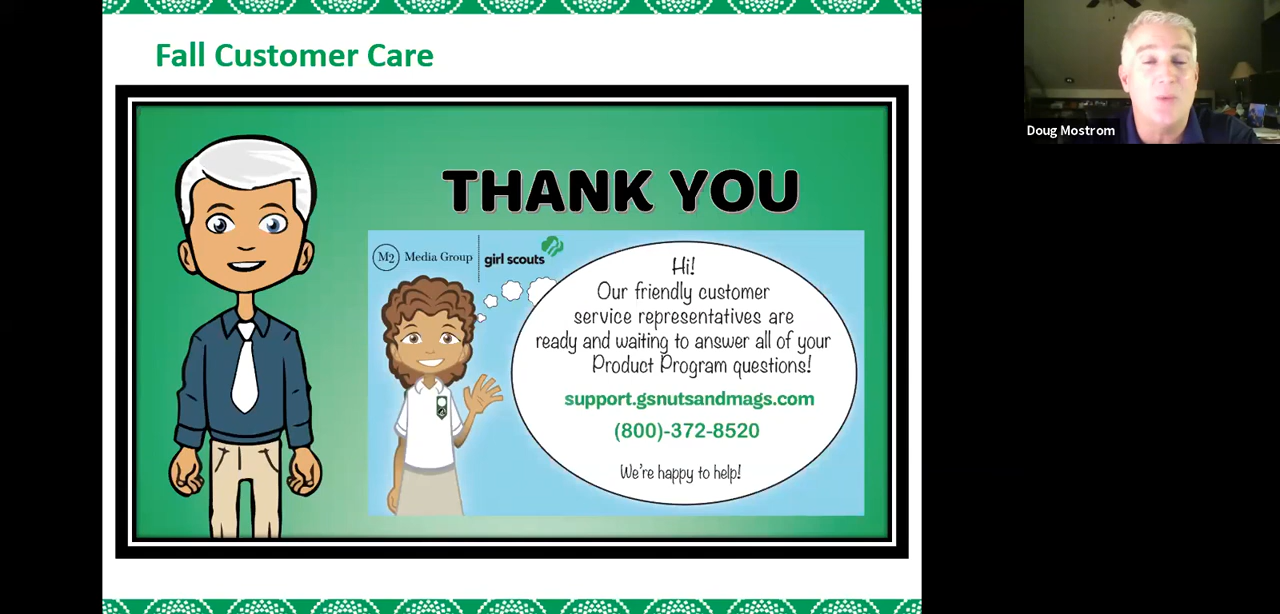 Fall Customer Care
THANK YOU
M2 Media Group
girl scouts
Hi!
Our friendly customer
service representatives are
ready and waiting to answer all of your
Product Program questions!
support.gsnutsandmags.com
(800)-372-8520
We're happy to help!
Doug Mostrom